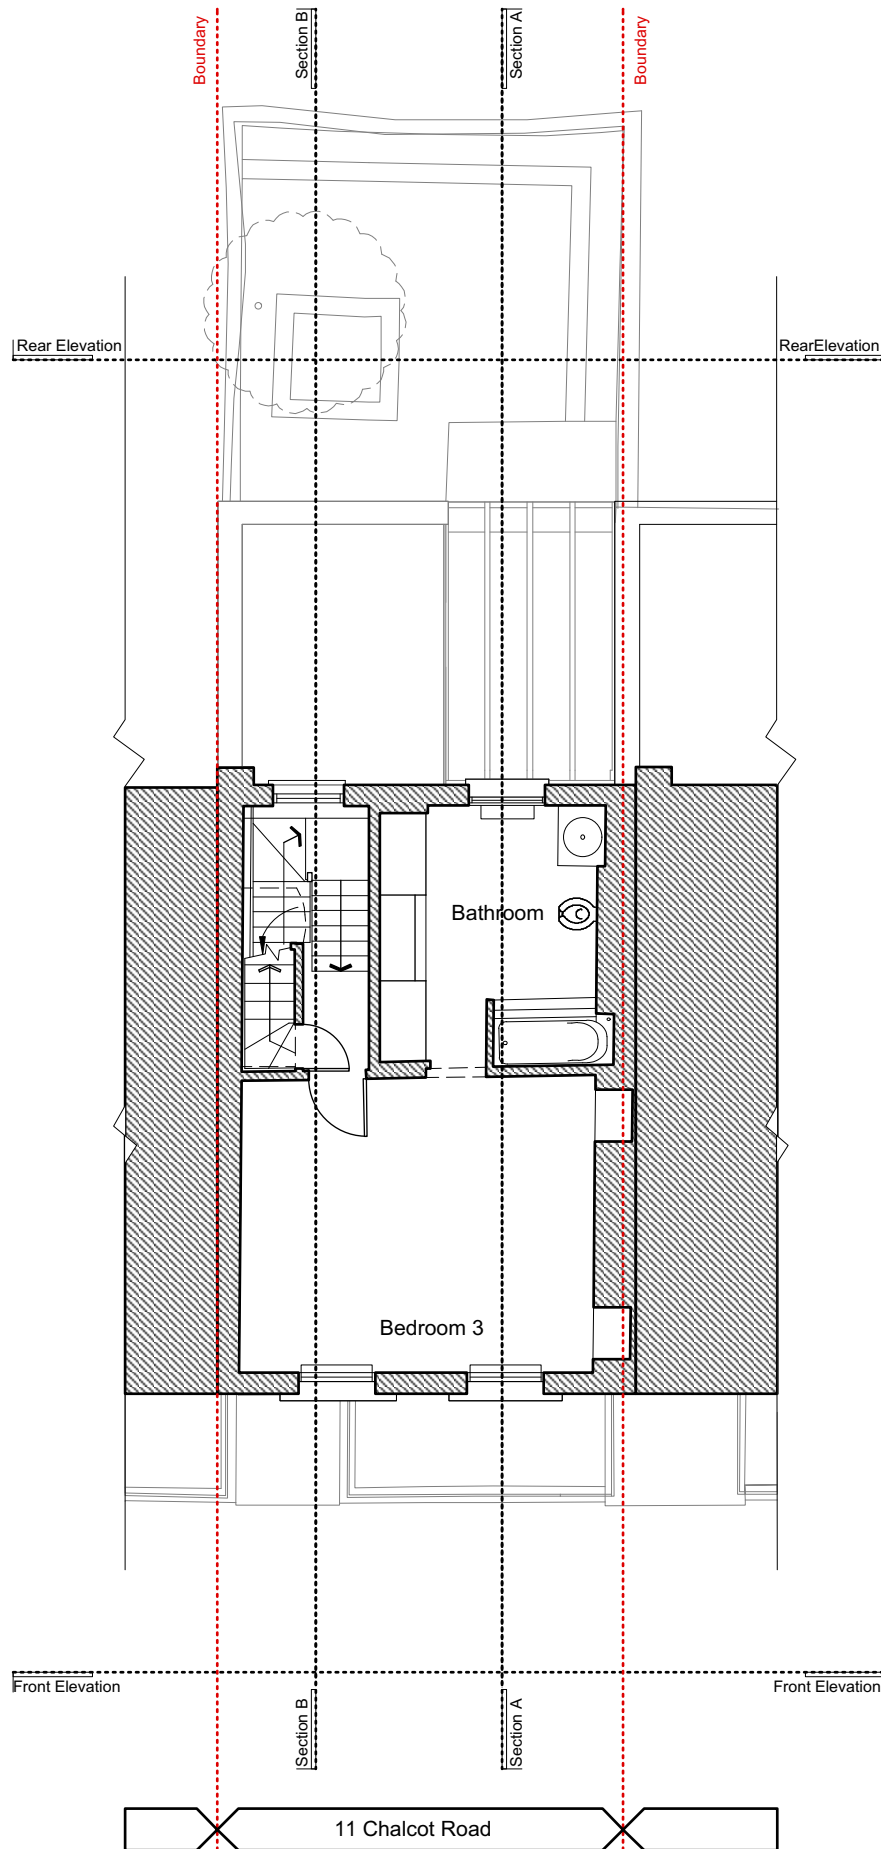 Boundary
Section B
Section A
Boundary
Rear Elevation
RearElevation
Bathroom
Bedroom 3
Front Elevation
Front Elevation
Section B
Section A
11 Chalcot Road